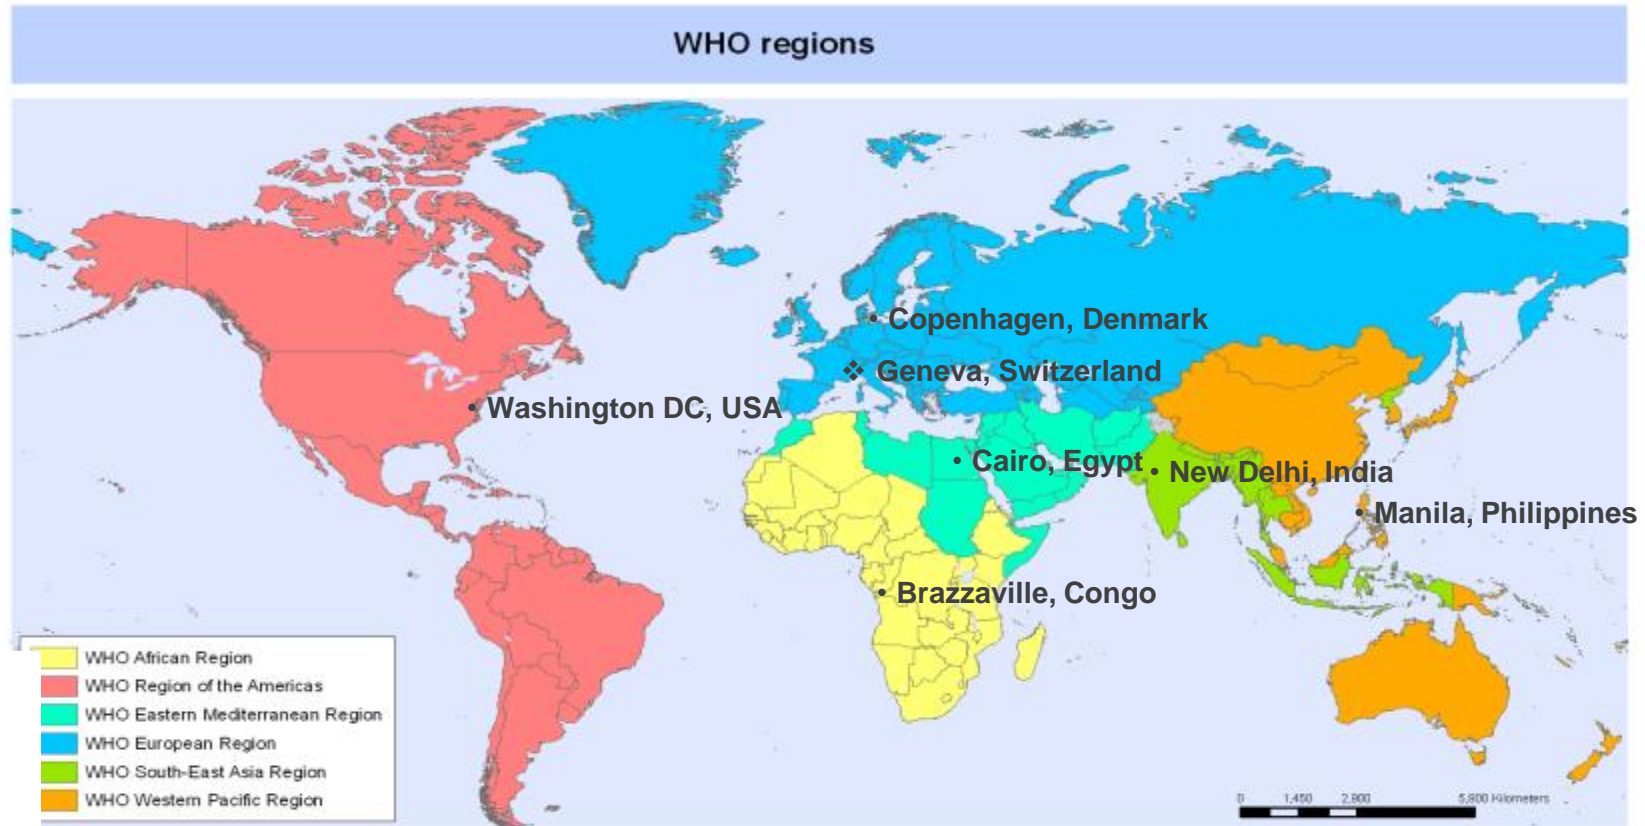 WHO regions
• Copenhagen, Denmark
❖ Geneva, Switzerland
• Washington DC, USA
• Cairo, Egypt
• New Delhi, India
• Manila, Philippines
• Brazzaville, Congo
WHO African Region
WHO Region of the Americas
WHO Eastern Mediterranean Region
WHO European Region
WHO South-East Asia Region
WHO Western Pacific Region
0 1,450 2,900 5,800 Kilometers